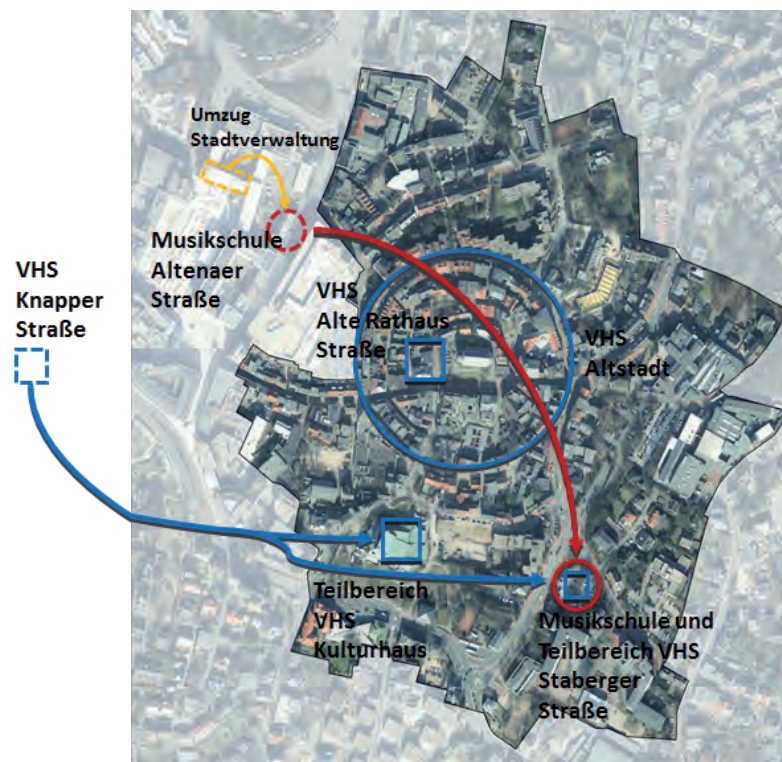 Umzug
Stadtverwaltung
Musikschule
Altenaer
Straße
VHS
Knapper
Straße
VHS
Alte Rathaus
Straße
VHS
Altstadt
Teilbereich
VHS
Kulturhaus
Musikschule und
Teilbereich VHS
Staberger
Straße